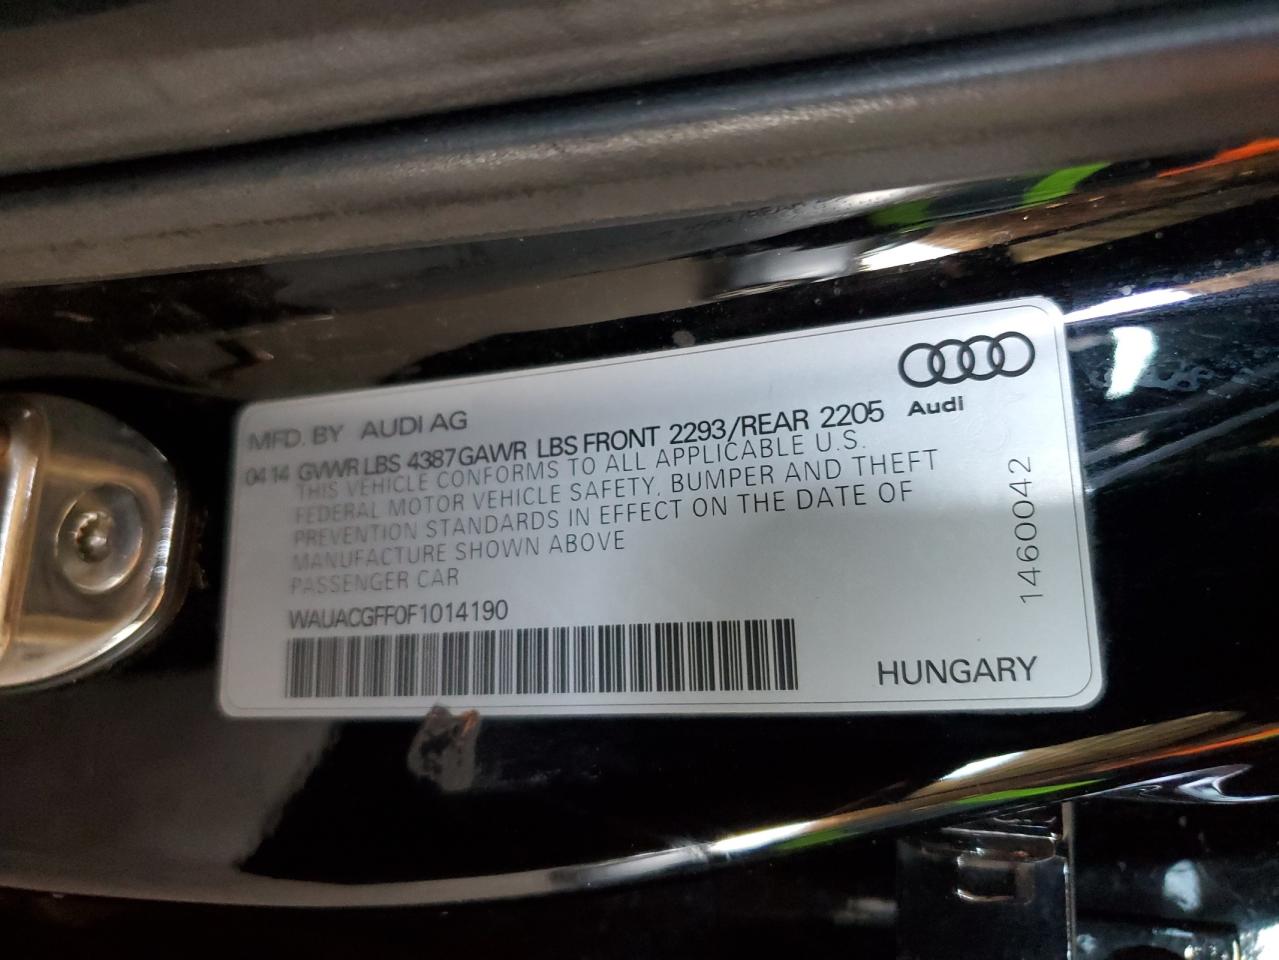 Audi
MFD. BY AUDI AG
04 14 GVWR LBS 4387 GAWR LBS FRONT 2293/REAR 2205
THIS VEHICLE CONFORMS TO ALL APPLICABLE U.S.
FEDERAL MOTOR VEHICLE SAFETY, BUMPER AND THEFT
PREVENTION STANDARDS IN EFFECT ON THE DATE OF
MANUFACTURE SHOWN ABOVE
PASSENGER CAR
WAUACGFF0F1014190
HUNGARY
1460042